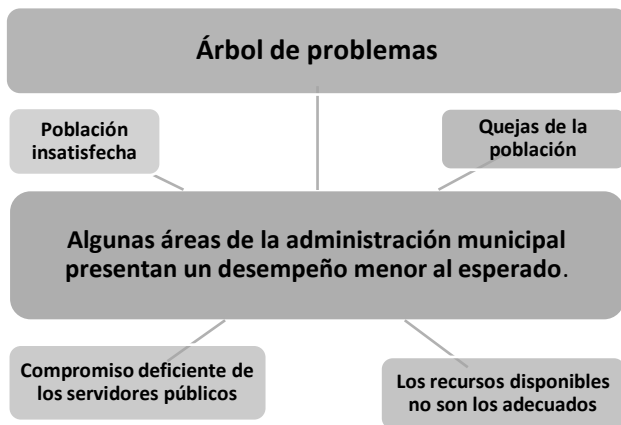 Árbol de problemas
Población
insatisfecha
Quejas de la
población
Algunas áreas de la administración municipal
presentan un desempeño menor al esperado.
Compromiso deficiente de
los servidores públicos
Los recursos disponibles
no son los adecuados